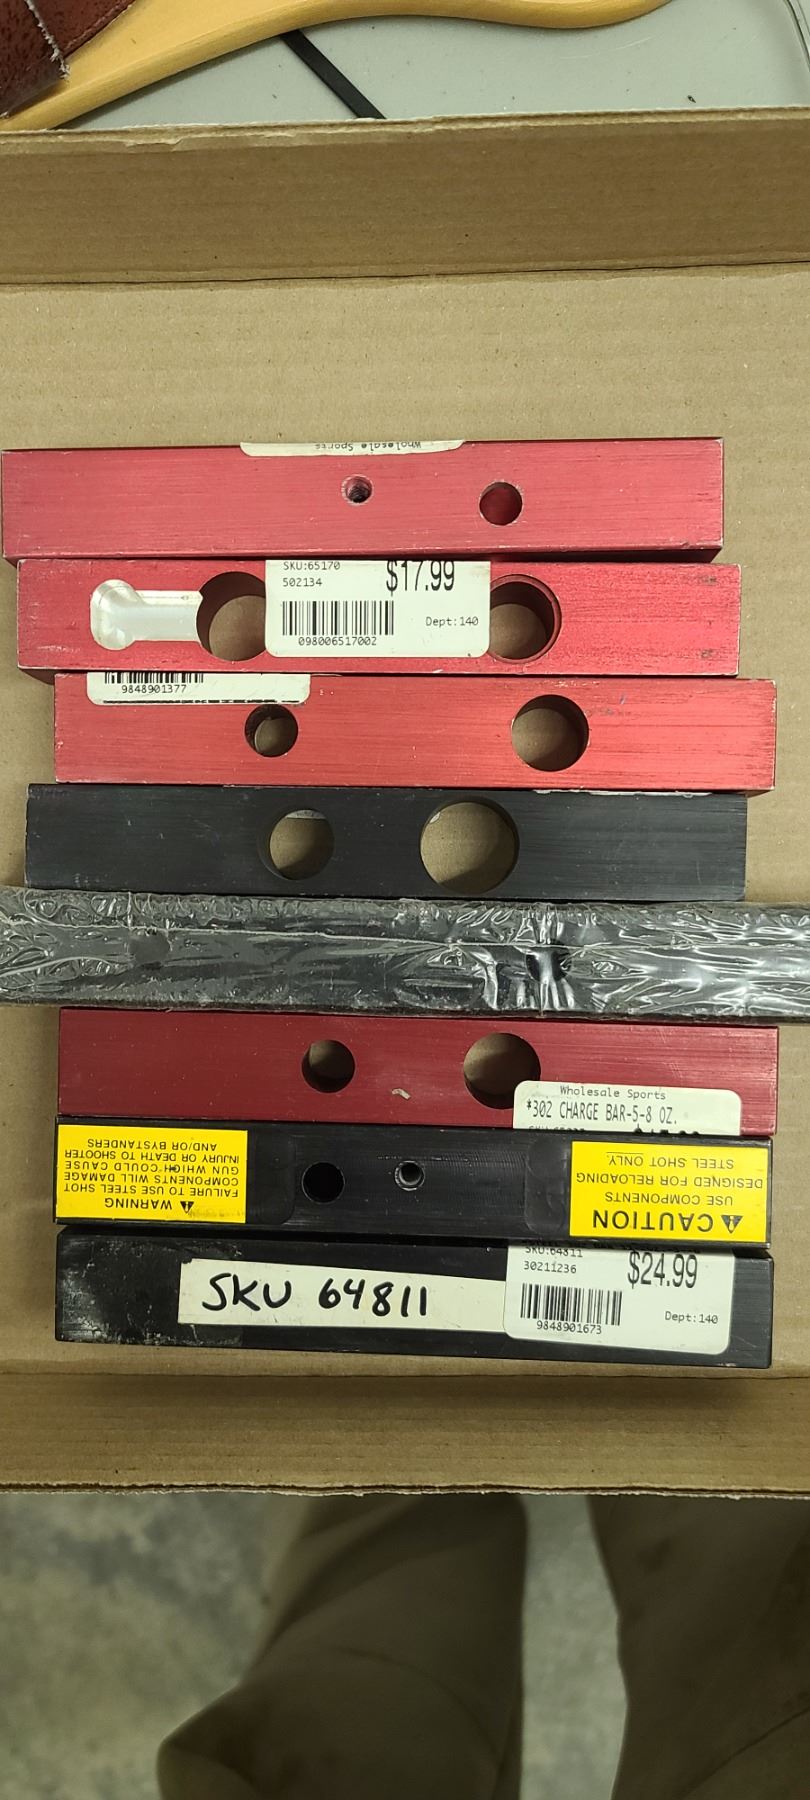 Wholesale Sports
SKU:65170
502134
$17.99
Dept:140
098006517002
9848901377
Wholesale Sports
*302 CHARGE BAR-5-8 OZ.
WARNING
FAILURE TO USE STEEL SHOT
COMPONENTS WILL DAMAGE
GUN WHICH COULD CAUSE
INJURY OR DEATH TO SHOOTER
AND/OR BYSTANDERS
CAUTION
USE COMPONENTS
DESIGNED FOR RELOADING
STEEL SHOT ONLY.
SKU 64811
SKU:64811
30211236
$24.99
Dept:140
9848901673